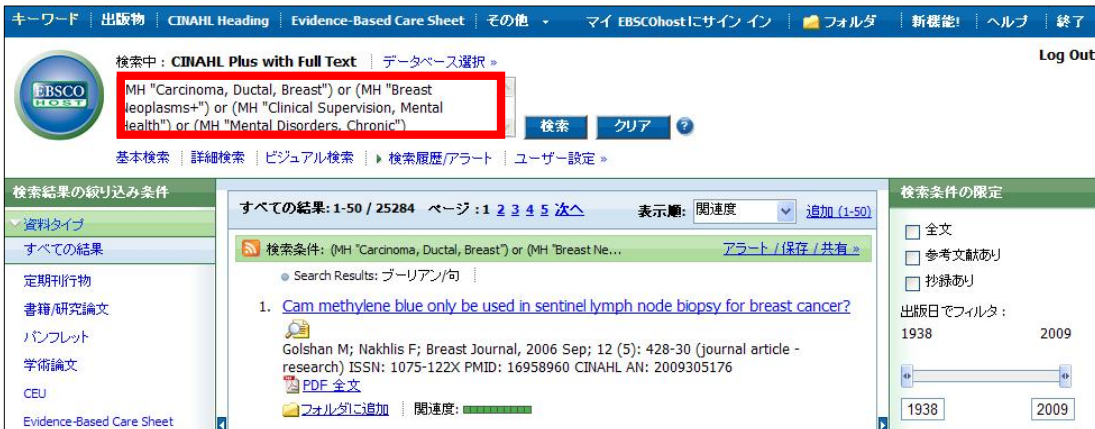 キーワード 出版物 CINAHL Heading Evidence-Based Care Sheet その他 マイ EBSCOhostにサイン イン フォルダ 新機能! ヘルプ 終了
Log Out
EBSCO
HOST
検索中 : CINAHL Plus with Full Text データベース選択 »
(MH "Carcinoma, Ductal, Breast") or (MH "Breast
Neoplasms+") or (MH "Clinical Supervision, Mental
Health") or (MH "Mental Disorders, Chronic")
検索 クリア ?
基本検索 詳細検索 ビジュアル検索 検索履歴/アラート ユーザー設定 »
検索結果の絞り込み条件
資料タイプ
すべての結果
定期刊行物
書籍/研究論文
パンフレット
学術論文
CEU
Evidence-Based Care Sheet
すべての結果: 1-50 / 25284 ページ : 1 2 3 4 5 次へ 表示順: 関連度 追加 (1-50)
検索条件: (MH "Carcinoma, Ductal, Breast") or (MH "Breast Ne... アラート / 保存 / 共有 »
Search Results: ブーリアン/句
1. Cam methylene blue only be used in sentinel lymph node biopsy for breast cancer?
Golshan M; Nakhlis F; Breast Journal, 2006 Sep; 12 (5): 428-30 (journal article -
research) ISSN: 1075-122X PMID: 16958960 CINAHL AN: 2009305176
PDF 全文
フォルダに追加 関連度:
検索条件の限定
全文
参考文献あり
抄録あり
出版日でフィルタ :
1938 2009
1938 2009